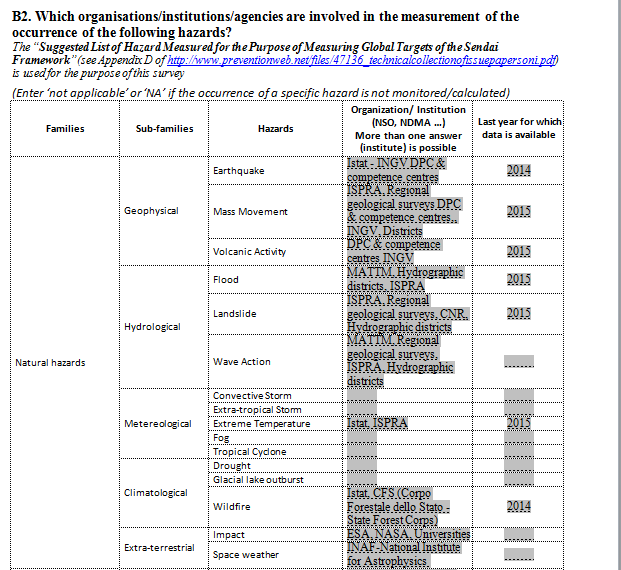 B2. Which organisations/institutions/agencies are involved in the measurement of the
occurrence of the following hazards?
The "Suggested List of Hazard Measured for the Purpose of Measuring Global Targets of the Sendai
Framework" (see Appendix D of http://www.preventionweb.net/files/47136_technicalcollectionofissuepapersoni.pdf)
is used for the purpose of this survey
(Enter 'not applicable' or 'NA' if the occurrence of a specific hazard is not monitored/calculated)
Families
Sub-families
Hazards
Organization/ Institution
(NSO, NDMA ...)
More than one answer
(institute) is possible
Last year for which
data is available
Natural hazards
Geophysical
Earthquake
Istat - INGV DPC &
competence centres
2014
Mass Movement
ISPRA, Regional
geological surveys DPC
& competence centres,,
INGV, Districts
2015
Volcanic Activity
DPC & competence
centres INGV
2015
Hydrological
Flood
MATTM, Hydrographic
districts, ISPRA
2015
Landslide
ISPRA, Regional
geological surveys, CNR,
Hydrographic districts
2015
Wave Action
MATTM, Regional
geological surveys,
ISPRA, Hydrographic
districts
Metereological
Convective Storm
Extra-tropical Storm
Extreme Temperature
Istat, ISPRA
2015
Fog
Tropical Cyclone
Climatological
Drought
Glacial lake outburst
Wildfire
Istat, CFS (Corpo
Forestale dello Stato -
State Forest Corps)
2014
Extra-terrestrial
Impact
ESA, NASA, Universities
Space weather
INAF-National Institute
for Astrophysics